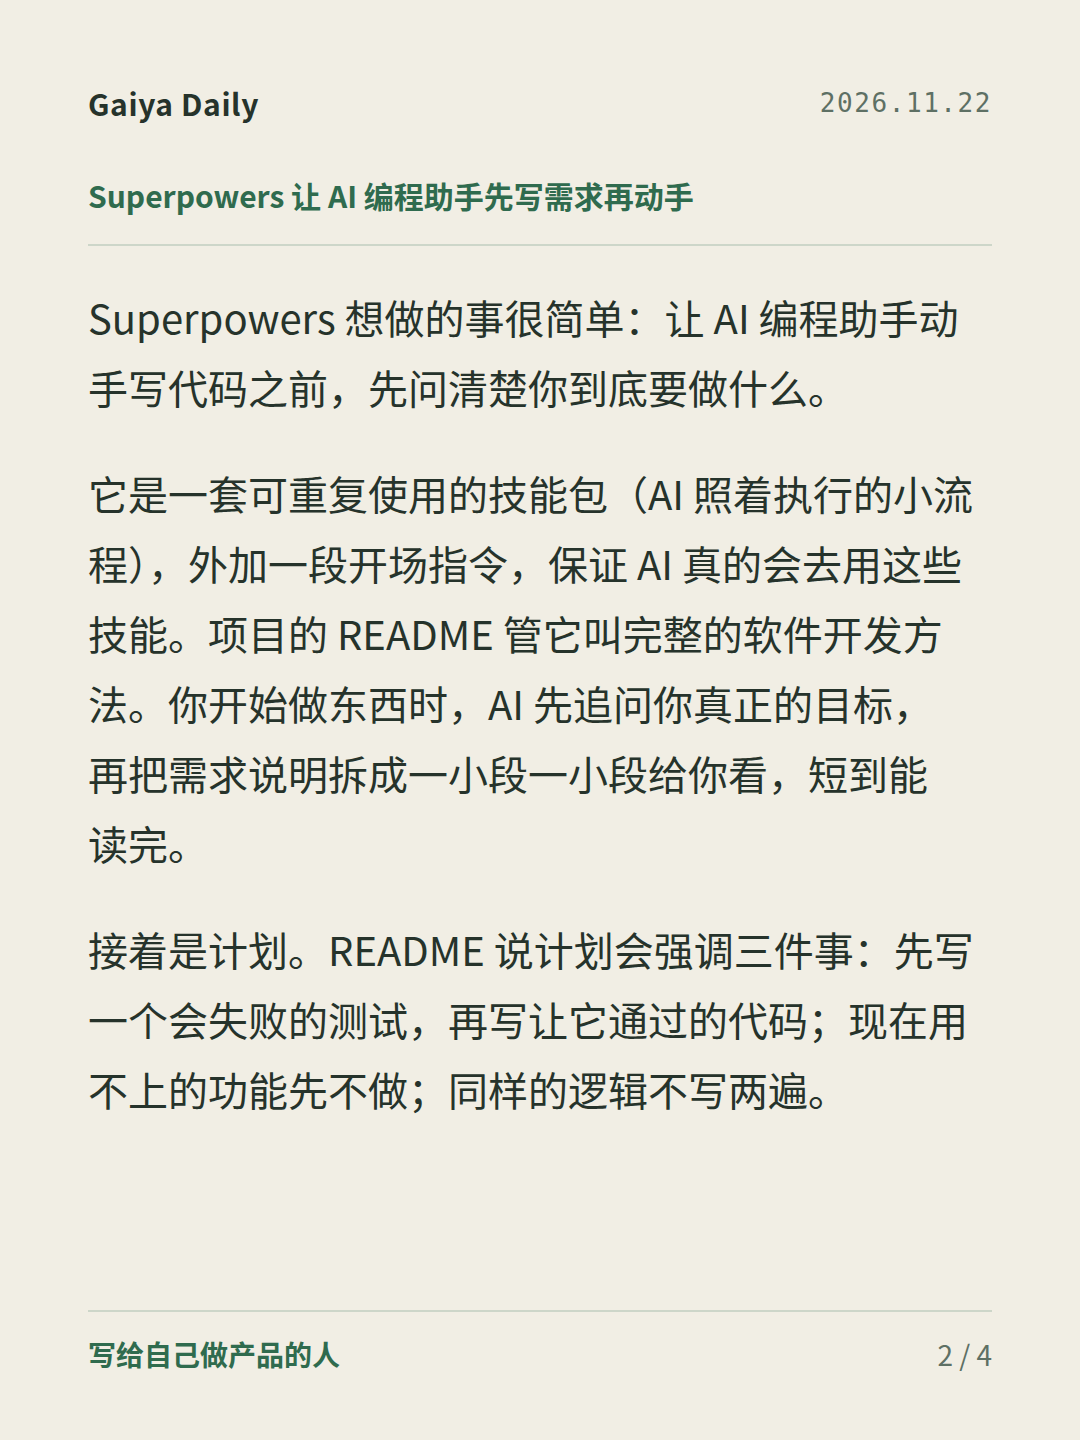 Gaiya Daily
2026.11.22
Superpowers 让 AI 编程助手先写需求再动手
Superpowers 想做的事很简单：让 AI 编程助手动
手写代码之前，先问清楚你到底要做什么。
它是一套可重复使用的技能包（AI 照着执行的小流
程），外加一段开场指令，保证 AI 真的会去用这些
技能。项目的 README 管它叫完整的软件开发方
法。你开始做东西时，AI 先追问你真正的目标，
再把需求说明拆成一小段一小段给你看，短到能
读完。
接着是计划。README 说计划会强调三件事：先写
一个会失败的测试，再写让它通过的代码；现在用
不上的功能先不做；同样的逻辑不写两遍。
写给自己做产品的人
2 / 4